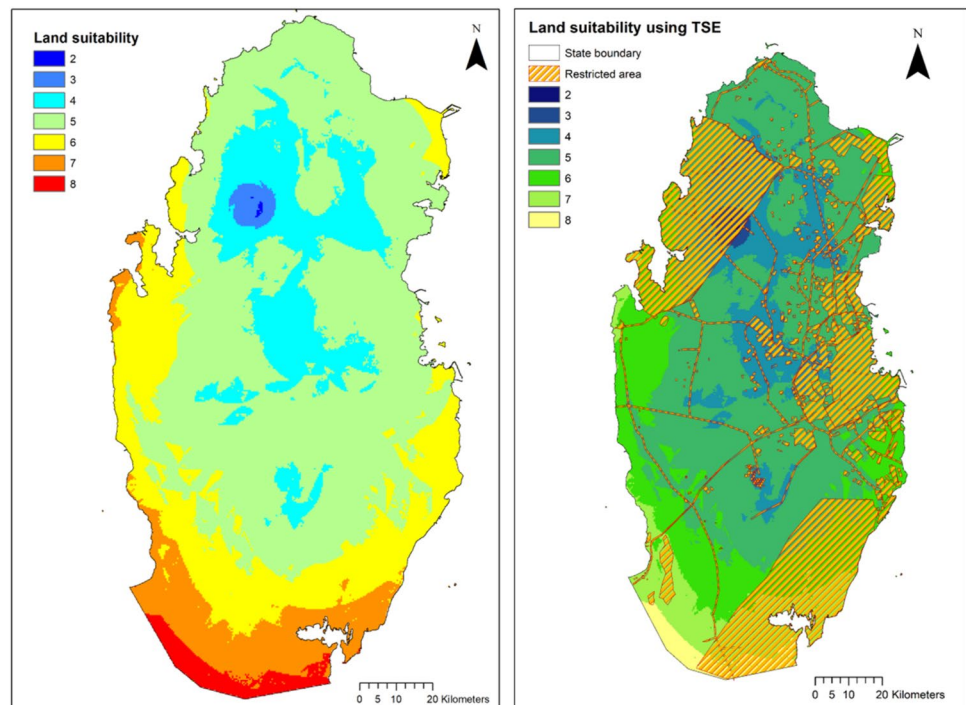 Land suitability
2
3
4
5
6
7
8
N
0 5 10 20 Kilometers
Land suitability using TSE
State boundary
Restricted area
2
3
4
5
6
7
8
N
0 5 10 20 Kilometers